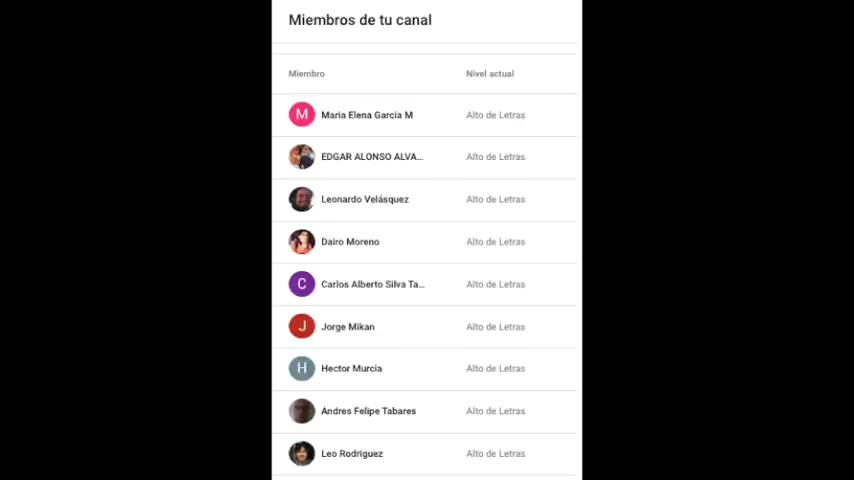 Miembros de tu canal
Miembro Nivel actual
M Maria Elena Garcia M Alto de Letras
EDGAR ALONSO ALVA... Alto de Letras
Leonardo Velásquez Alto de Letras
Dairo Moreno Alto de Letras
C Carlos Alberto Silva Ta... Alto de Letras
J Jorge Mikan Alto de Letras
H Hector Murcia Alto de Letras
Andres Felipe Tabares Alto de Letras
Leo Rodriguez Alto de Letras